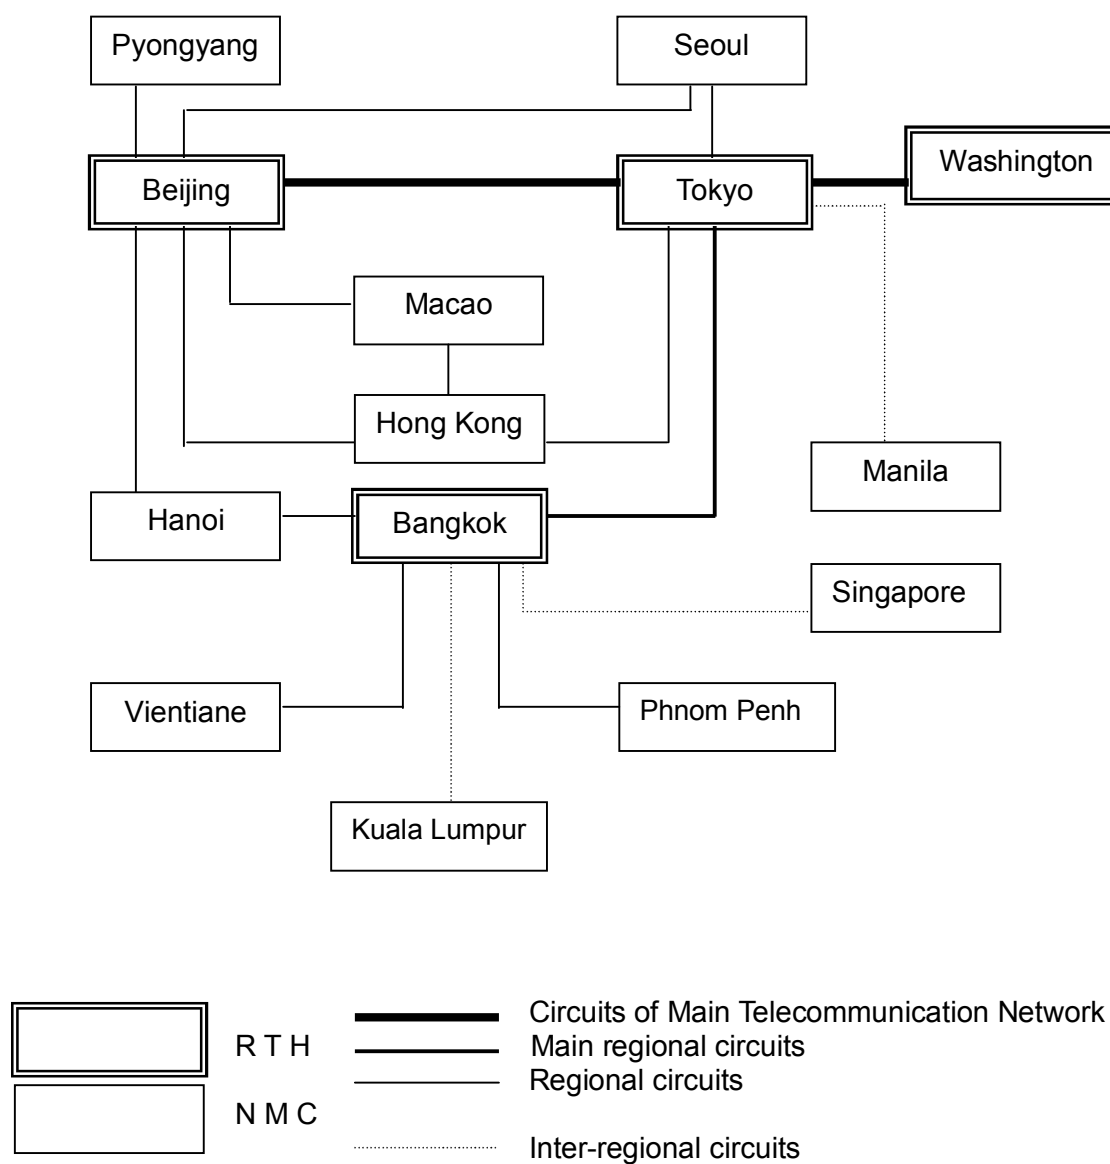 Pyongyang
Seoul
Beijing
Tokyo
Washington
Macao
Hong Kong
Manila
Hanoi
Bangkok
Singapore
Vientiane
Phnom Penh
Kuala Lumpur
R T H
Circuits of Main Telecommunication Network
Main regional circuits
Regional circuits
N M C
Inter-regional circuits